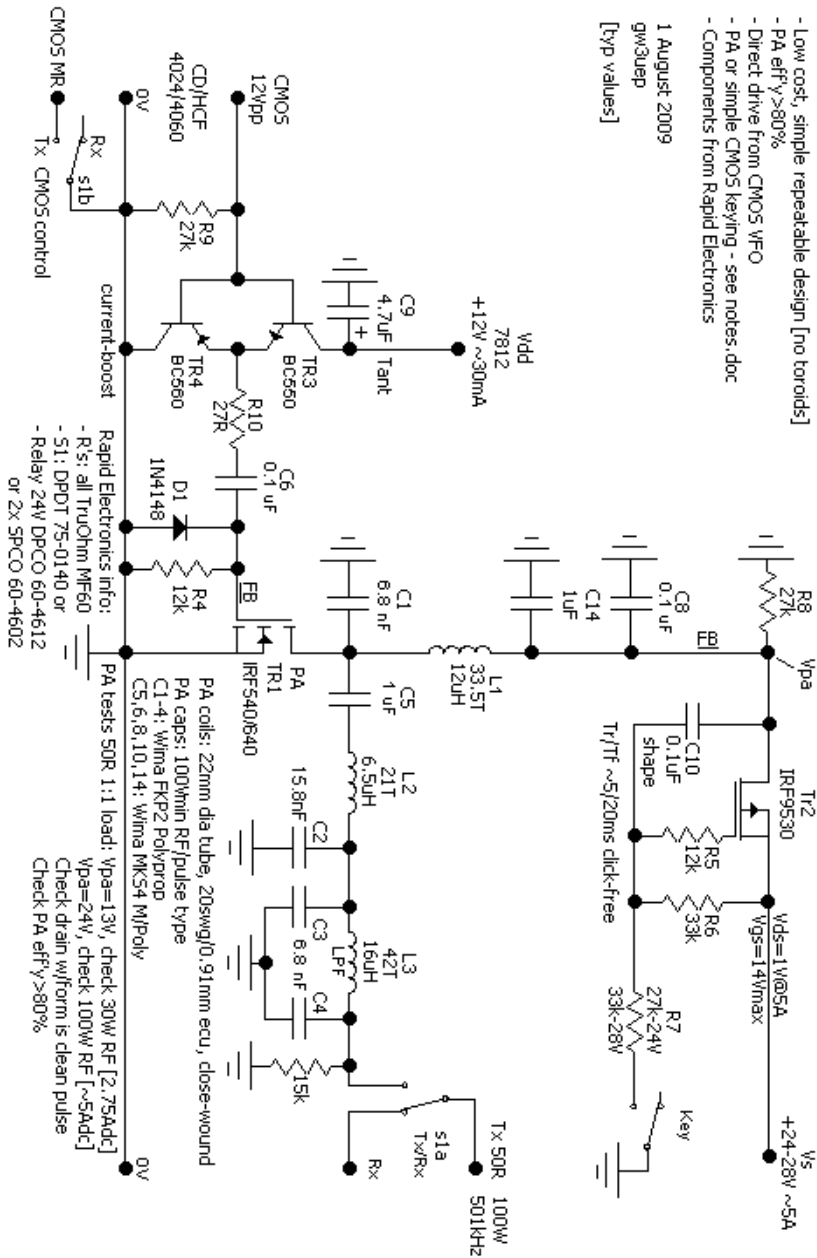 - Low cost, simple repeatable design [no toroids]
- PA eff'y>80%
- Direct drive from CMOS VFO
- PA or simple CMOS keying - see notes.doc
- Components from Rapid Electronics
1 August 2009
gw3uep
[typ values]
Vdd
7812
+12V ~30mA
C9
4.7uF
+
Tant
CMOS
12Vpp
CD/HCF
4024/4060
0V
CMOS MR
Rx
s1b
Tx CMOS control
R9
27k
TR3
BC550
TR4
BC560
current-boost
R10
27R
C6
0.1 uF
D1
1N4148
R4
12k
FB
TR1
IRF540/640
PA
C1
6.8 nF
L1
33.5T
12uH
C14
1uF
C8
0.1 uF
FB
R8
27k
Vpa
Tr2
IRF9530
C10
0.1uF
shape
R5
12k
R6
33k
Tr/Tf ~5/20ms click-free
Vds=1V@5A
Vgs=14Vmax
R7
27k-24V
33k-28V
Key
Vs
+24-28V ~5A
C5
1 uF
L2
21T
6.5uH
C2
15.8nF
C3
6.8 nF
C4
L3
42T
16uH
LPF
15k
s1a
Tx/Rx
Tx 50R
100W
501kHz
Rx
PA coils: 22mm dia tube, 20swg/0.91mm ecu, close-wound
PA caps: 100Vmin RF/pulse type
C1-4: Wima FKP2 Polyprop
C5,6,8,10,14: Wima MKS4 M/Poly
0V
Rapid Electronics info:
- R's: all TruOhm MF60
- S1: DPDT 75-0140 or
- Relay 24V DPCO 60-4612
or 2x SPCO 60-4602
PA tests 50R 1:1 load: Vpa=13V, check 30W RF [2.75Adc]
Vpa=24V, check 100W RF [~5Adc]
Check drain w/form is clean pulse
Check PA eff'y>80%